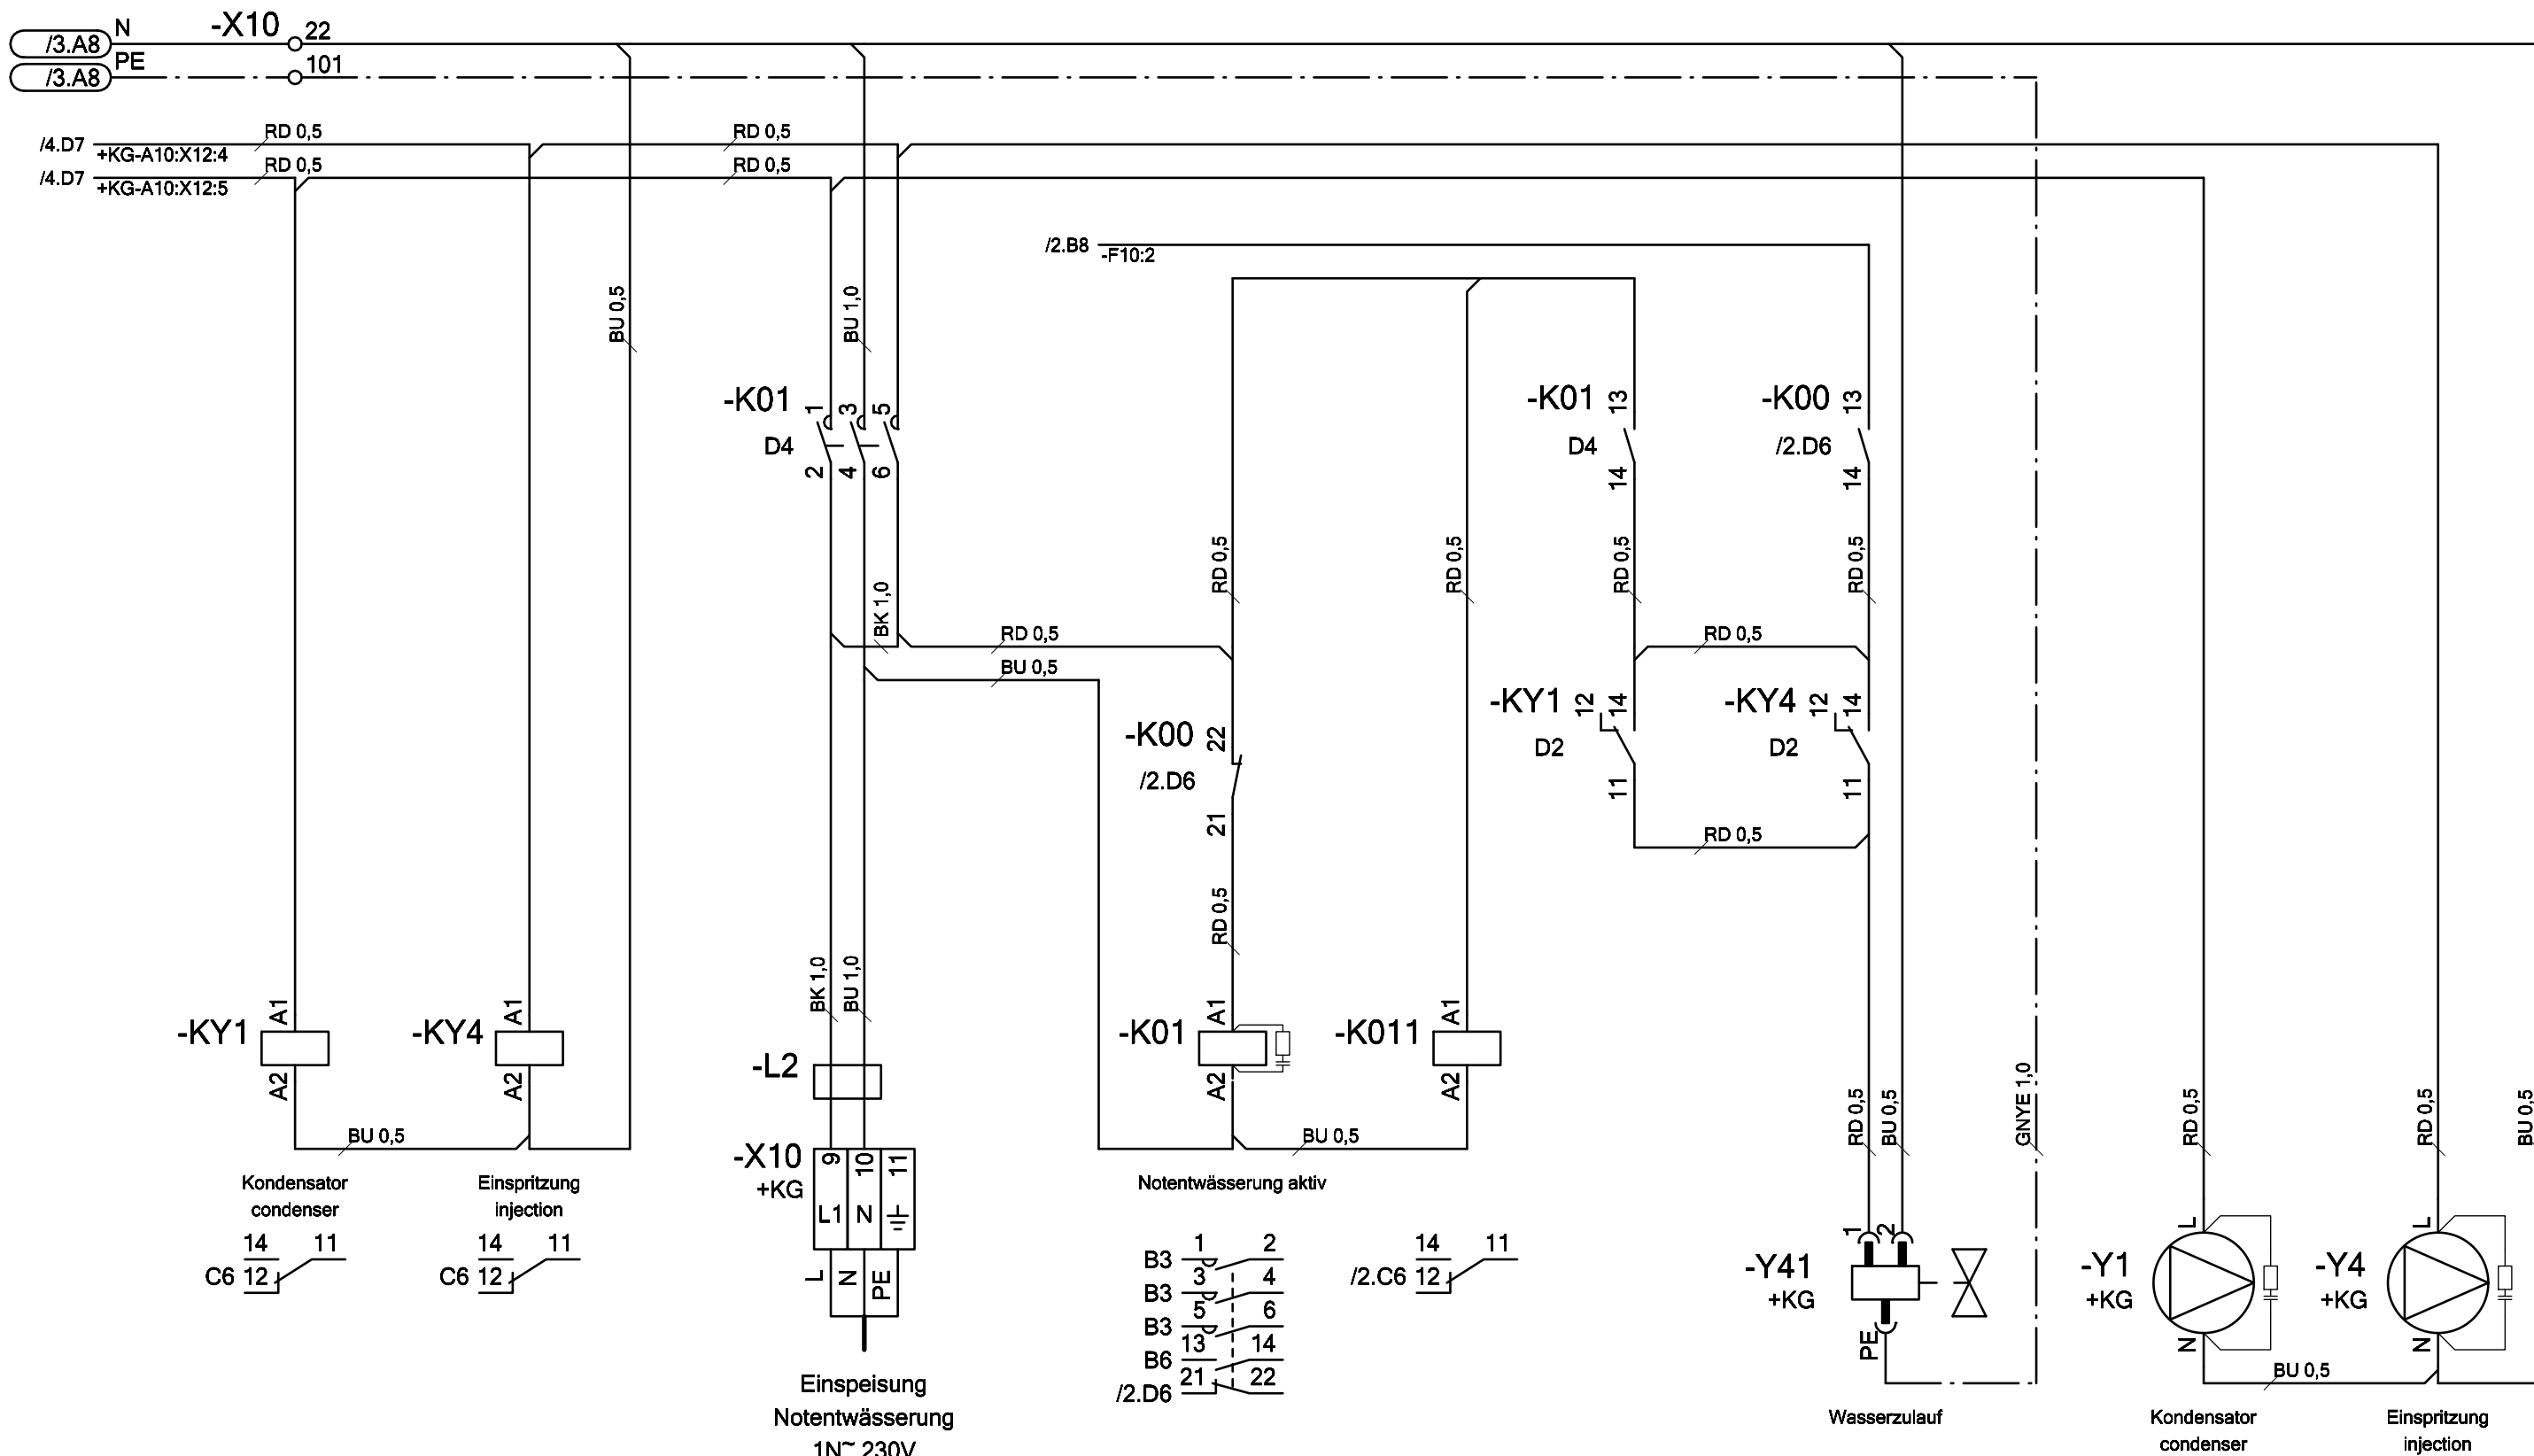 N
-X10 22
/3.A8
PE
101
/3.A8
RD 0,5 RD 0,5
/4.D7 +KG-A10:X12:4
RD 0,5 RD 0,5
/4.D7 +KG-A10:X12:5
/2.B8 -F10:2
BU 0,5
BU 1,0
-K01 1 3 5
D4
2 4 6
-K01 13
D4
14
-K00 13
/2.D6
14
RD 0,5
RD 0,5
RD 0,5
RD 0,5
BK 1,0
RD 0,5
BU 0,5
RD 0,5
-K00 22
/2.D6
21
-KY1 12 14
D2
11
-KY4 12 14
D2
11
RD 0,5
RD 0,5
BK 1,0
BU 1,0
-KY1 A1
A2
-KY4 A1
A2
-L2
-K01 A1
A2
-K011 A1
A2
RD 0,5
BU 0,5
GNYE 1,0
RD 0,5
RD 0,5
BU 0,5
BU 0,5
BU 0,5
Kondensator
condenser
Einspritzung
injection
-X10 9 10 11
+KG
L1 N
L N PE
Notentwässerung aktiv
14 11
C6 12
14 11
C6 12
B3 1 2
B3 3 4
B3 5 6
B6 13 14
/2.D6 21 22
14 11
/2.C6 12
-Y41 1 2
+KG
PE
-Y1 L
+KG
N
-Y4 L
+KG
N
BU 0,5
Einspeisung
Notentwässerung
1N~ 230V
Wasserzulauf
Kondensator
condenser
Einspritzung
injection